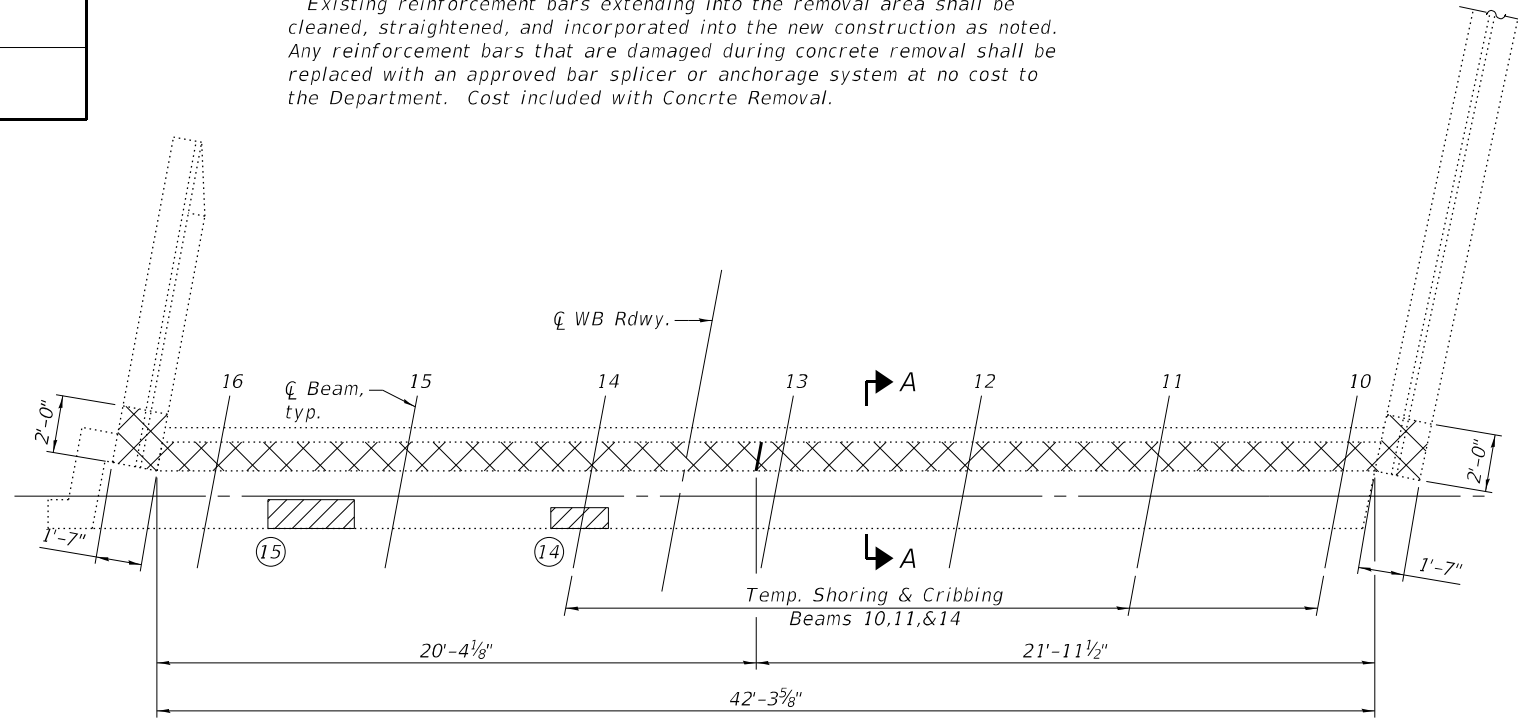 Existing reinforcement bars extending into the removal area shall be
cleaned, straightened, and incorporated into the new construction as noted.
Any reinforcement bars that are damaged during concrete removal shall be
replaced with an approved bar splicer or anchorage system at no cost to
the Department. Cost included with Concrte Removal.
℄ WB Rdwy.
16
℄ Beam,
typ.
15
14
13
A
12
11
10
2'-0"
2'-0"
1'-7"
15
14
A
1'-7"
Temp. Shoring & Cribbing
Beams 10,11,&14
20'-4⅛"
21'-11½"
42'-3⅝"